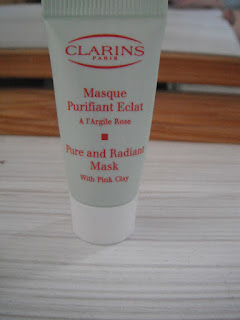 CLARINS
PARIS
Masque
Purifiant Eclat
A l'Argile Rose
Pure and Radiant
Mask
With Pink Clay